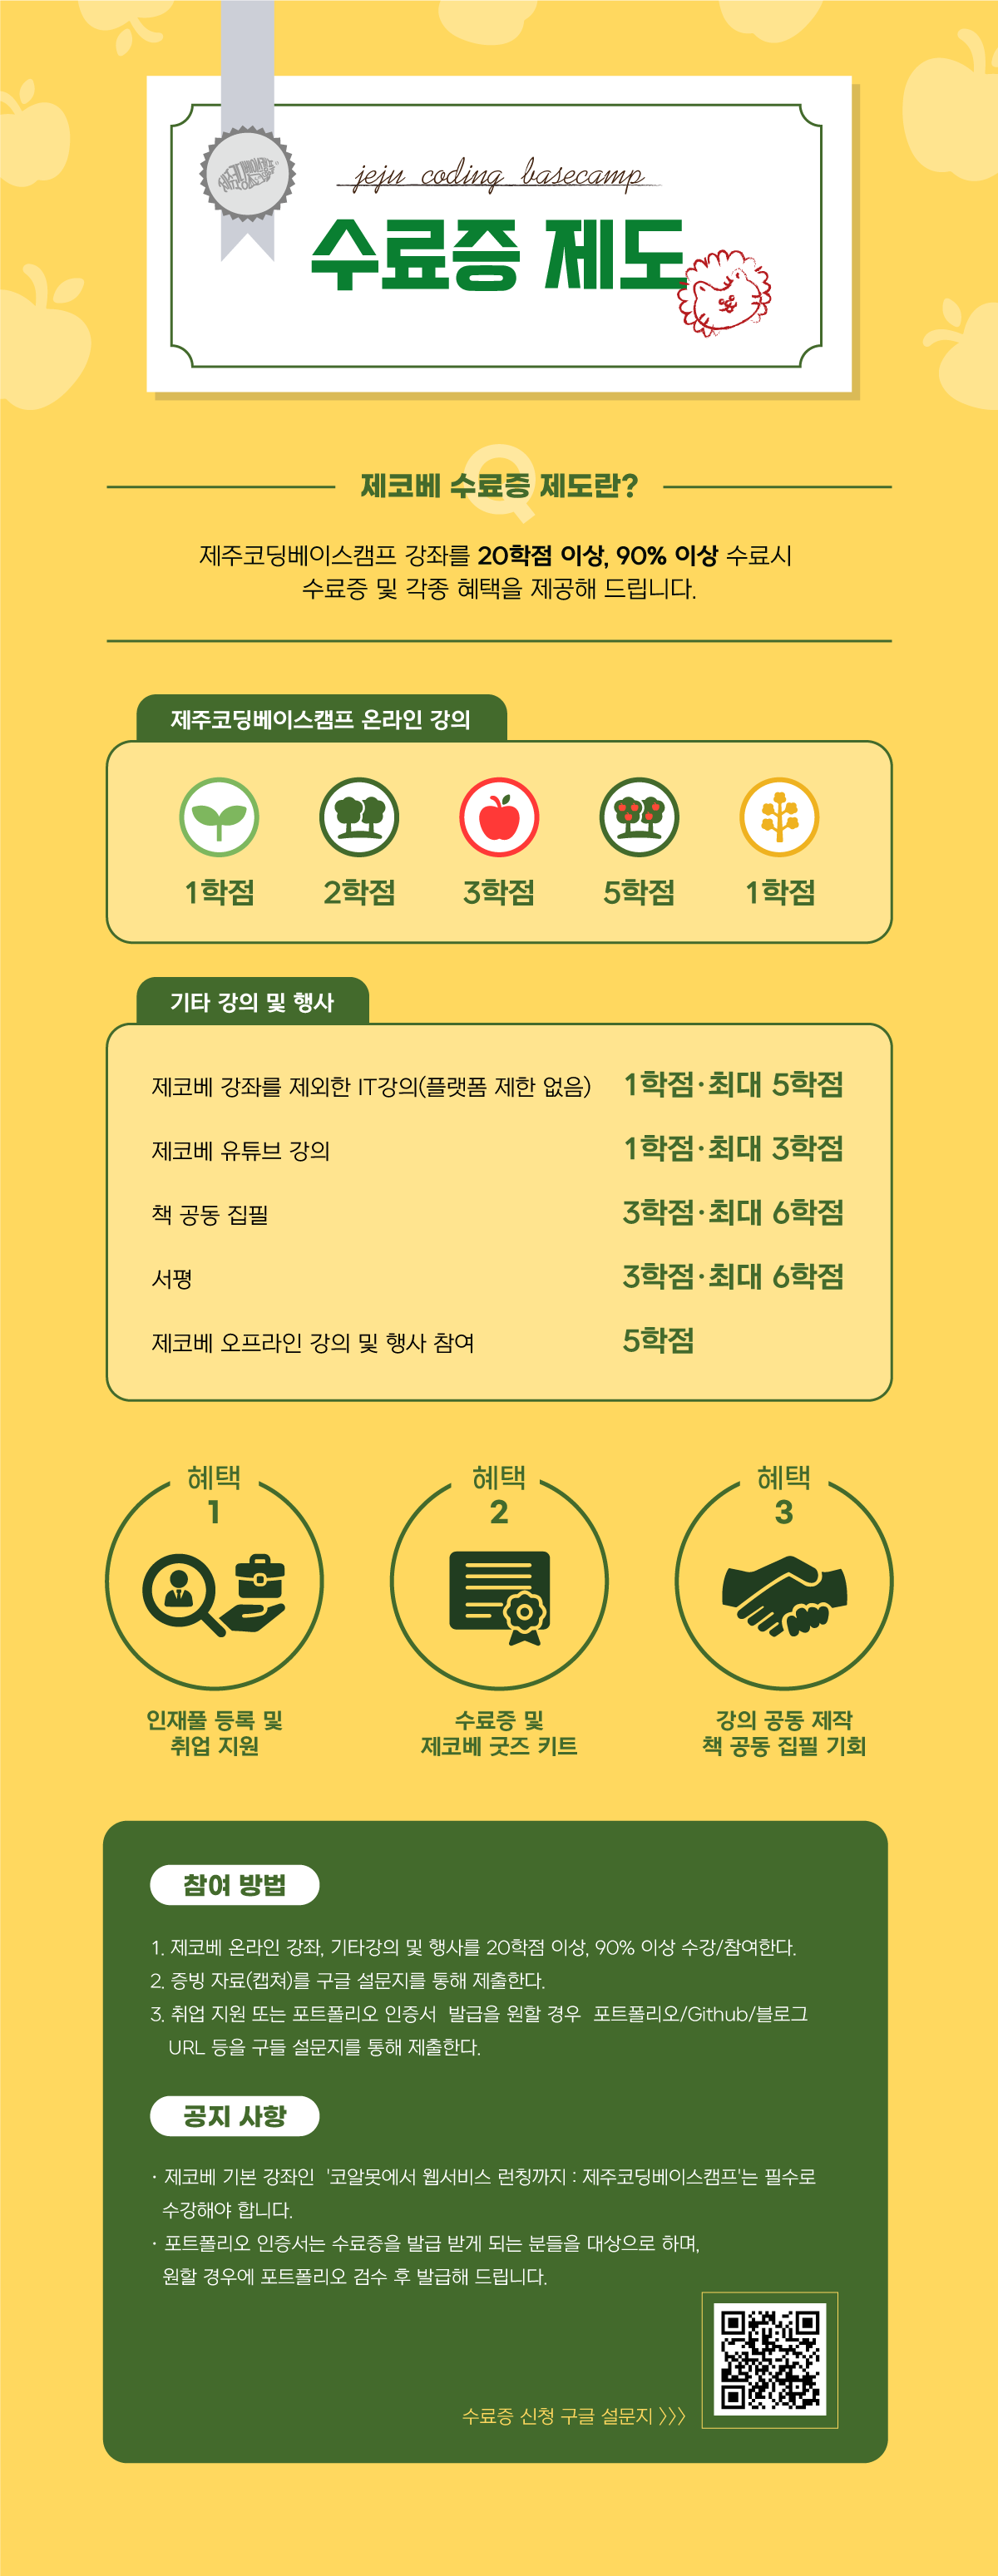 jeju coding basecamp
수료증 제도
제코베 수료증 제도란?
제주코딩베이스캠프 강좌를 20학점 이상, 90% 이상 수료시
수료증 및 각종 혜택을 제공해 드립니다.
제주코딩베이스캠프 온라인 강의
1학점 2학점 3학점 5학점 1학점
기타 강의 및 행사
제코베 강좌를 제외한 IT강의(플랫폼 제한 없음) 1학점·최대 5학점
제코베 유튜브 강의 1학점·최대 3학점
책 공동 집필 3학점·최대 6학점
서평 3학점·최대 6학점
제코베 오프라인 강의 및 행사 참여 5학점
혜택
1
인재풀 등록 및
취업 지원
혜택
2
수료증 및
제코베 굿즈 키트
혜택
3
강의 공동 제작
책 공동 집필 기회
참여 방법
1. 제코베 온라인 강좌, 기타강의 및 행사를 20학점 이상, 90% 이상 수강/참여한다.
2. 증빙 자료(캡쳐)를 구글 설문지를 통해 제출한다.
3. 취업 지원 또는 포트폴리오 인증서 발급을 원할 경우 포트폴리오/Github/블로그
URL 등을 구들 설문지를 통해 제출한다.
공지 사항
· 제코베 기본 강좌인 '코알못에서 웹서비스 런칭까지 : 제주코딩베이스캠프'는 필수로
수강해야 합니다.
· 포트폴리오 인증서는 수료증을 발급 받게 되는 분들을 대상으로 하며,
원할 경우에 포트폴리오 검수 후 발급해 드립니다.
수료증 신청 구글 설문지 >>>